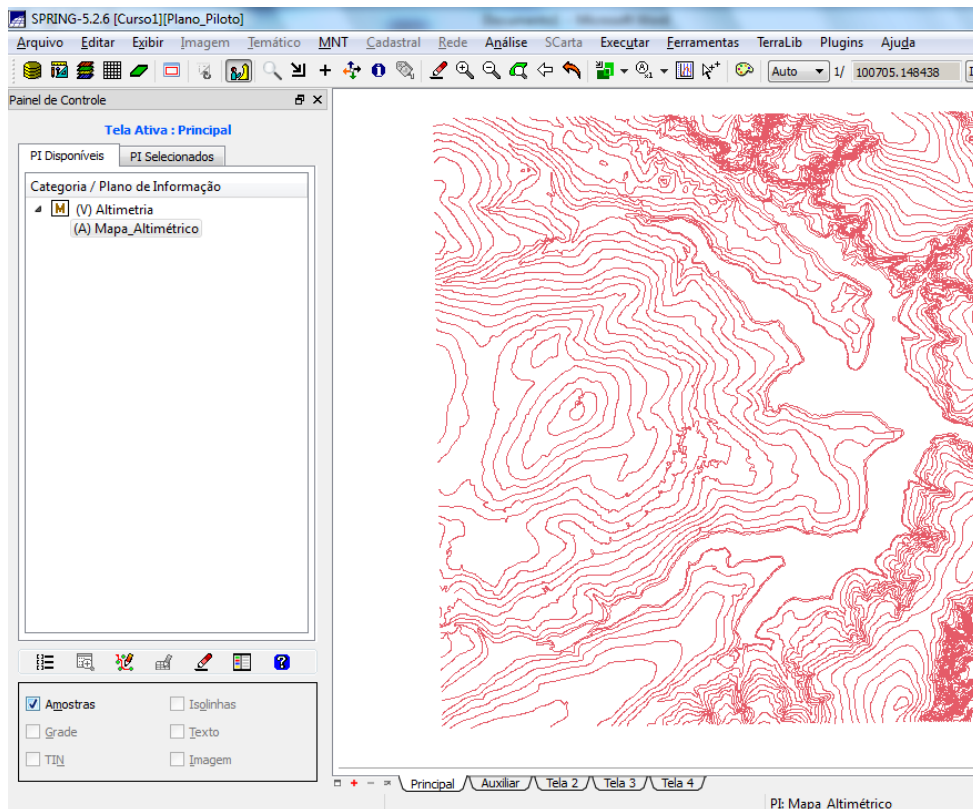 SPRING-5.2.6 [Curso1][Plano_Piloto]
Arquivo Editar Exibir Imagem Temático MNT Cadastral Rede Análise SCarta Executar Ferramentas TerraLib Plugins Ajuda
Auto 1/ 100705.148438
Painel de Controle
Tela Ativa : Principal
PI Disponíveis PI Selecionados
Categoria / Plano de Informação
M (V) Altimetria
(A) Mapa_Altimétrico
Amostras Isolinhas
Grade Texto
TIN Imagem
Principal Auxiliar Tela 2 Tela 3 Tela 4
PI: Mapa_Altimétrico